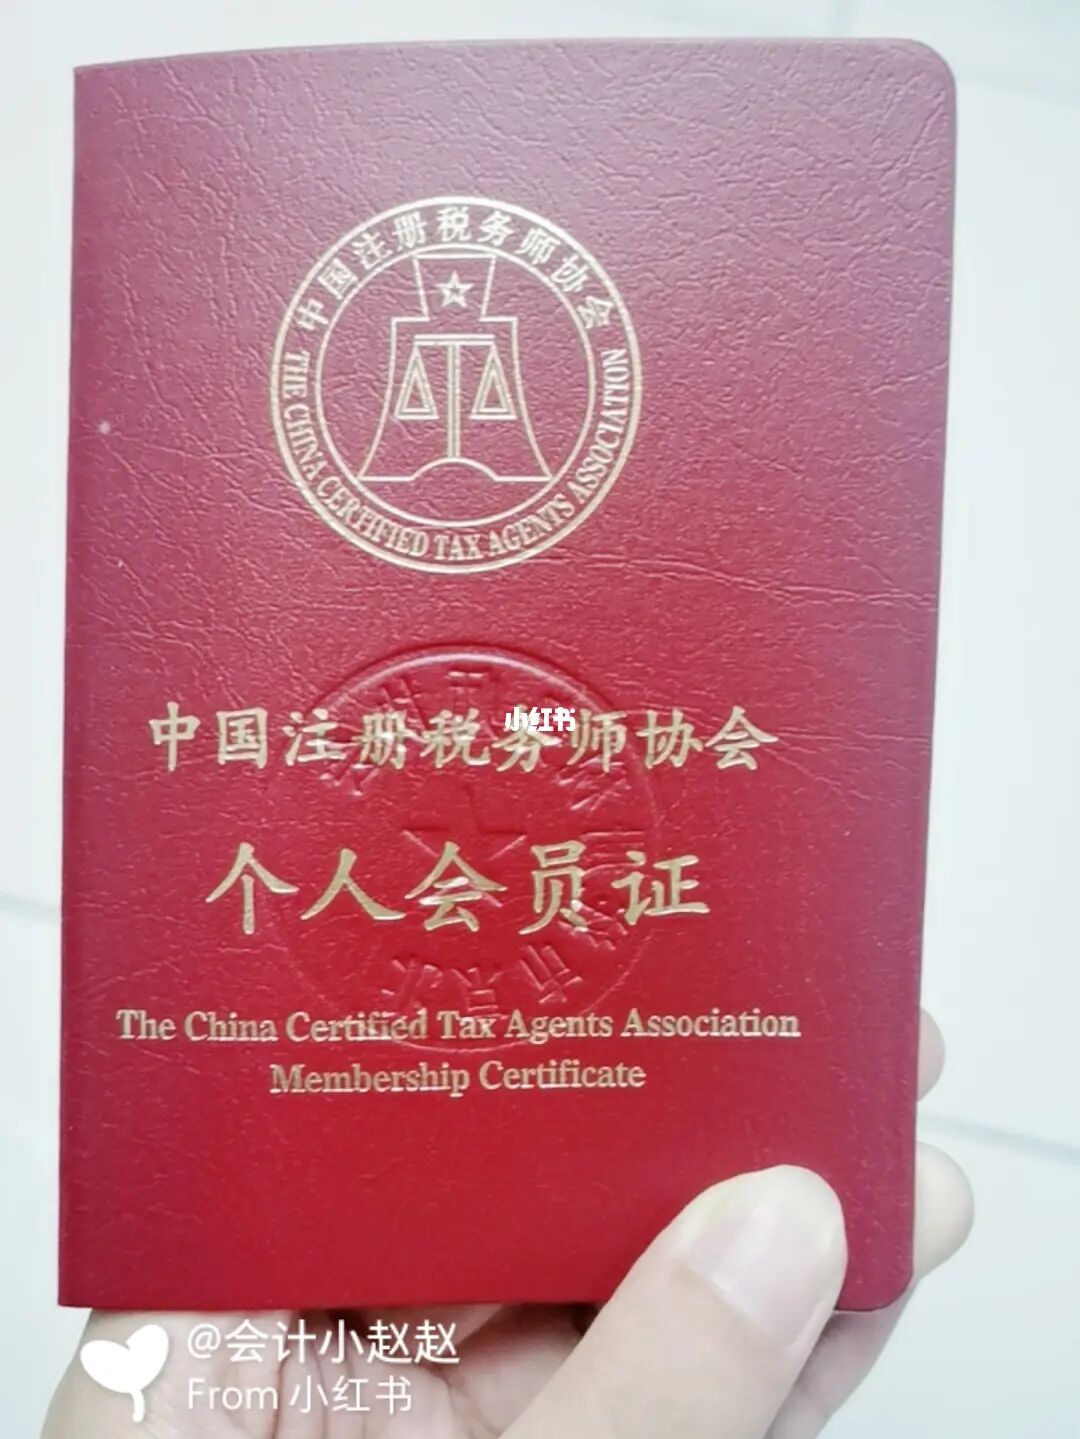 中国注册税务师协会
THE CHINA CERTIFIED TAX AGENTS ASSOCIATION
小红书
中国注册税务师协会
个人会员证
The China Certified Tax Agents Association
Membership Certificate
@会计小赵赵
From 小红书